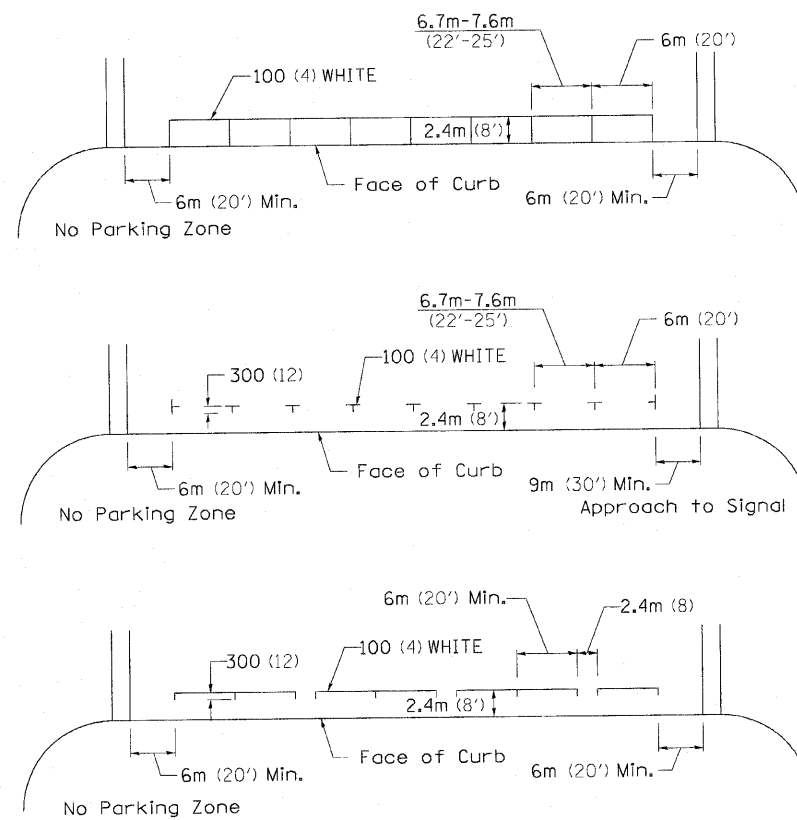 6.7m-7.6m
(22'-25')
6m (20')
100 (4) WHITE
2.4m (8')
Face of Curb
6m (20') Min.
6m (20') Min.
No Parking Zone
6.7m-7.6m
(22'-25')
6m (20')
100 (4) WHITE
300 (12)
2.4m (8')
Face of Curb
6m (20') Min.
9m (30') Min.
No Parking Zone
Approach to Signal
6m (20') Min.
2.4m (8)
100 (4) WHITE
300 (12)
2.4m (8')
Face of Curb
6m (20') Min.
6m (20') Min.
No Parking Zone